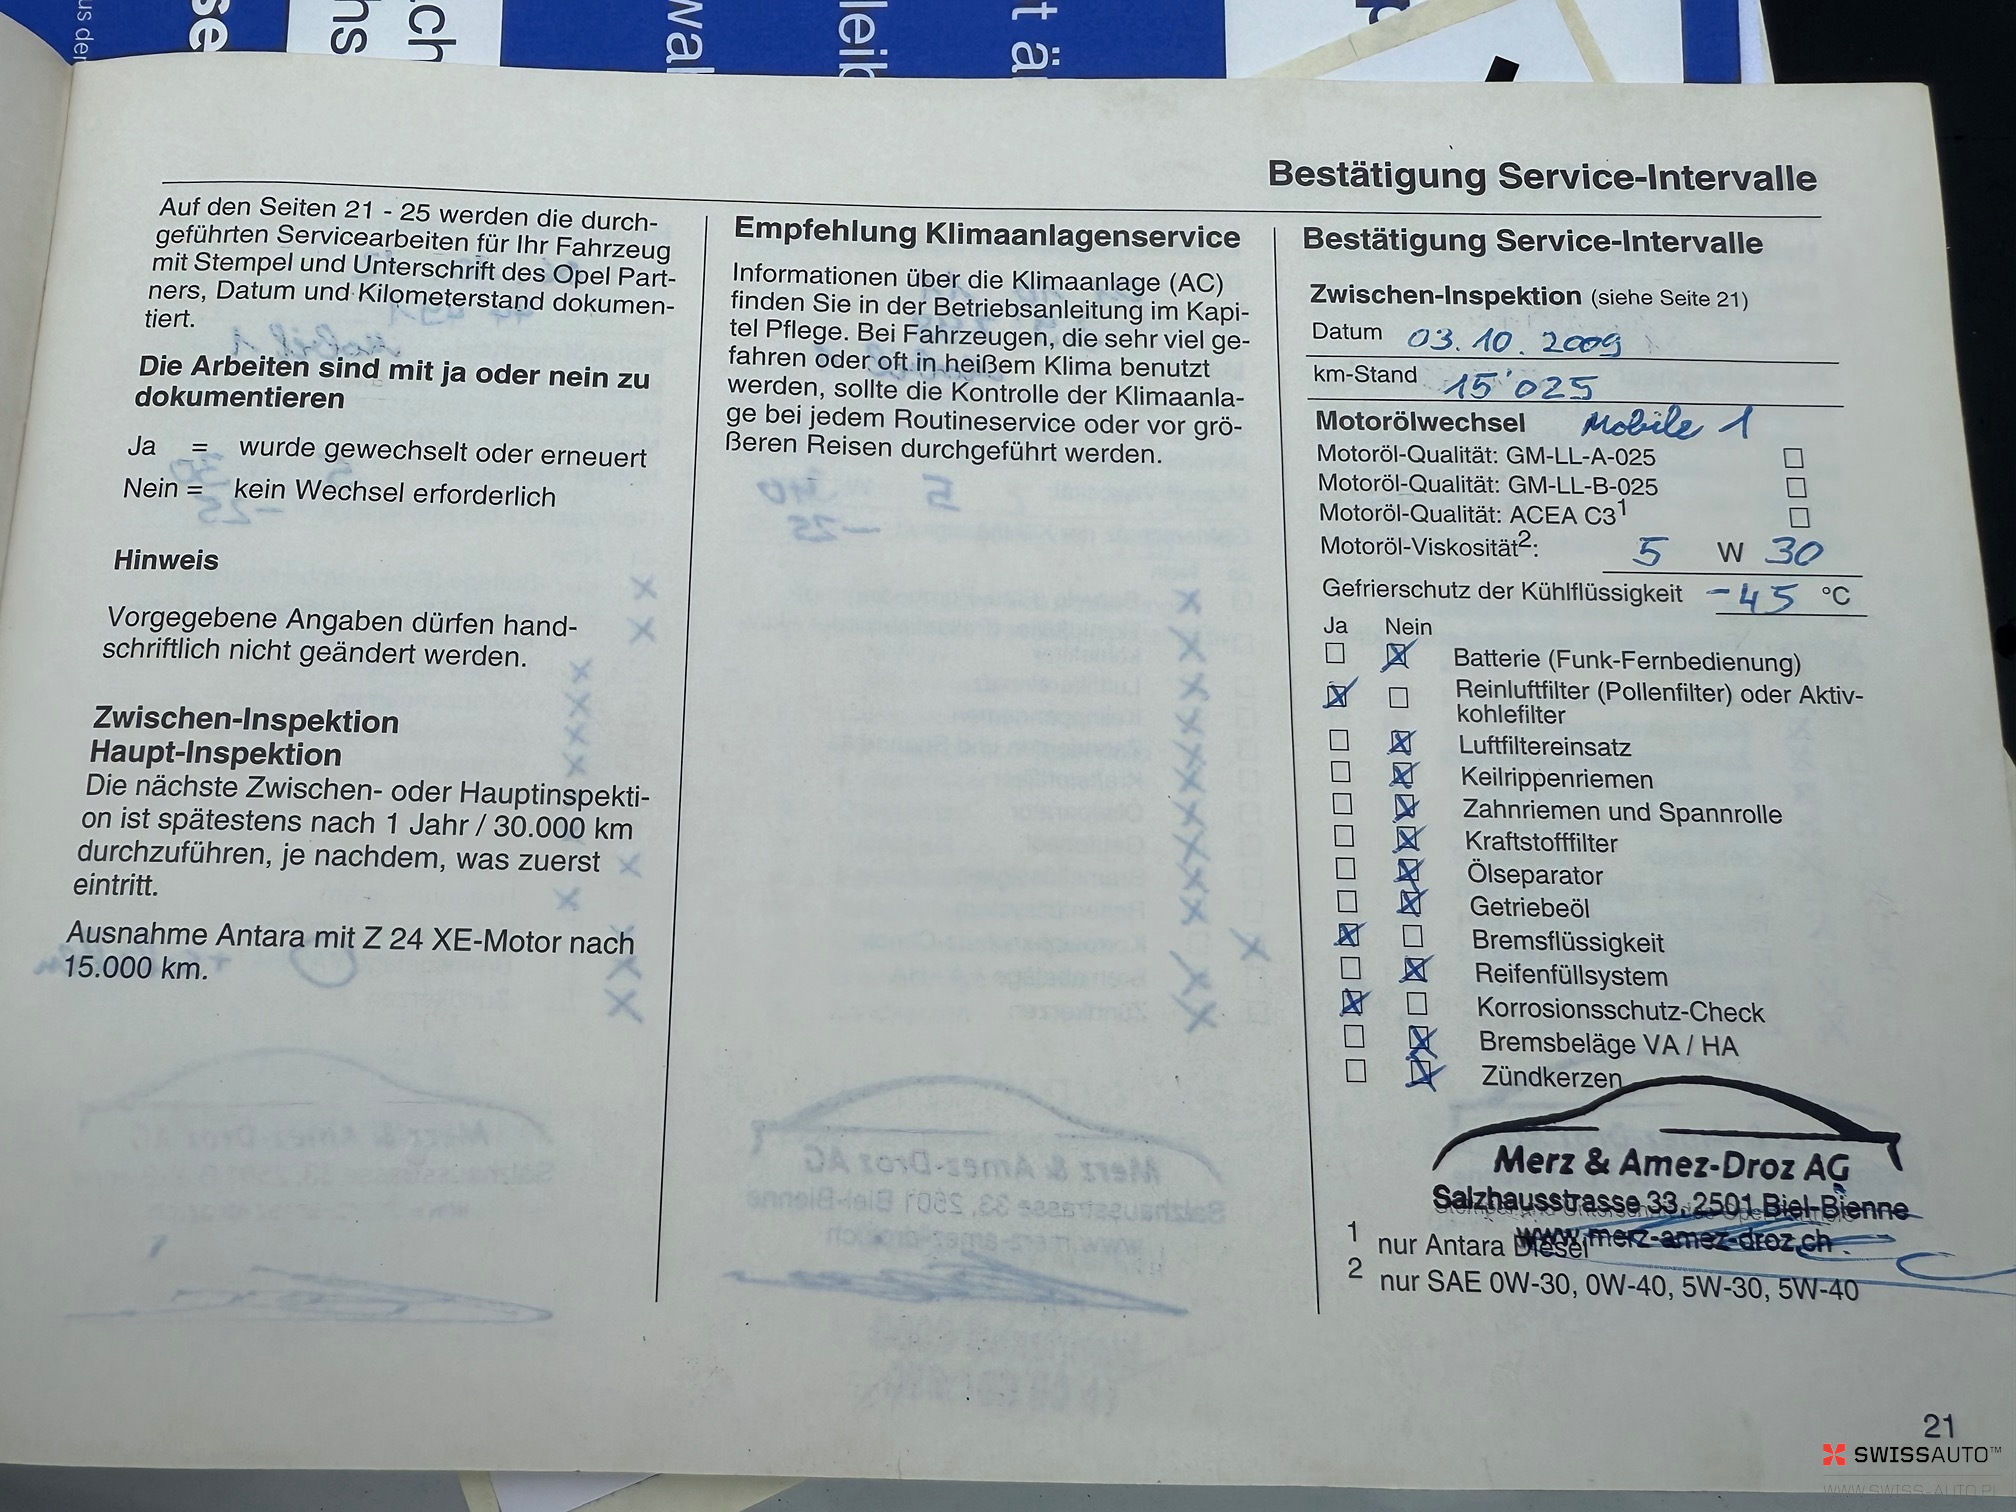 us der
se
hs
ch
wal
leib
t ä
Bestätigung Service-Intervalle
Auf den Seiten 21 - 25 werden die durch-
geführten Servicearbeiten für Ihr Fahrzeug
mit Stempel und Unterschrift des Opel Part-
ners, Datum und Kilometerstand dokumen-
tiert.
Die Arbeiten sind mit ja oder nein zu
dokumentieren
Ja = wurde gewechselt oder erneuert
Nein = kein Wechsel erforderlich
Hinweis
Vorgegebene Angaben dürfen hand-
schriftlich nicht geändert werden.
Zwischen-Inspektion
Haupt-Inspektion
Die nächste Zwischen- oder Hauptinspekti-
on ist spätestens nach 1 Jahr / 30.000 km
durchzuführen, je nachdem, was zuerst
eintritt.
Ausnahme Antara mit Z 24 XE-Motor nach
15.000 km.
Empfehlung Klimaanlagenservice
Informationen über die Klimaanlage (AC)
finden Sie in der Betriebsanleitung im Kapi-
tel Pflege. Bei Fahrzeugen, die sehr viel ge-
fahren oder oft in heißem Klima benutzt
werden, sollte die Kontrolle der Klimaanla-
ge bei jedem Routineservice oder vor grö-
ßeren Reisen durchgeführt werden.
Bestätigung Service-Intervalle
Zwischen-Inspektion (siehe Seite 21)
Datum 03.10.2009
km-Stand 15'025
Motorölwechsel Mobile 1
Motoröl-Qualität: GM-LL-A-025
Motoröl-Qualität: GM-LL-B-025
Motoröl-Qualität: ACEA C3¹
Motoröl-Viskosität²: 5 W 30
Gefrierschutz der Kühlflüssigkeit -45 °C
Ja Nein
Batterie (Funk-Fernbedienung)
Reinluftfilter (Pollenfilter) oder Aktiv-
kohlefilter
Luftfiltereinsatz
Keilrippenriemen
Zahnriemen und Spannrolle
Kraftstofffilter
Ölseparator
Getriebeöl
Bremsflüssigkeit
Reifenfüllsystem
Korrosionsschutz-Check
Bremsbeläge VA / HA
Zündkerzen
Merz & Amez-Droz AG
Salzhausstrasse 33, 2501 Biel-Bienne
www.merz-amez-droz.ch
1 nur Antara Diesel
2 nur SAE 0W-30, 0W-40, 5W-30, 5W-40
21
SWISSAUTO™
WWW.SWISS-AUTO.PL